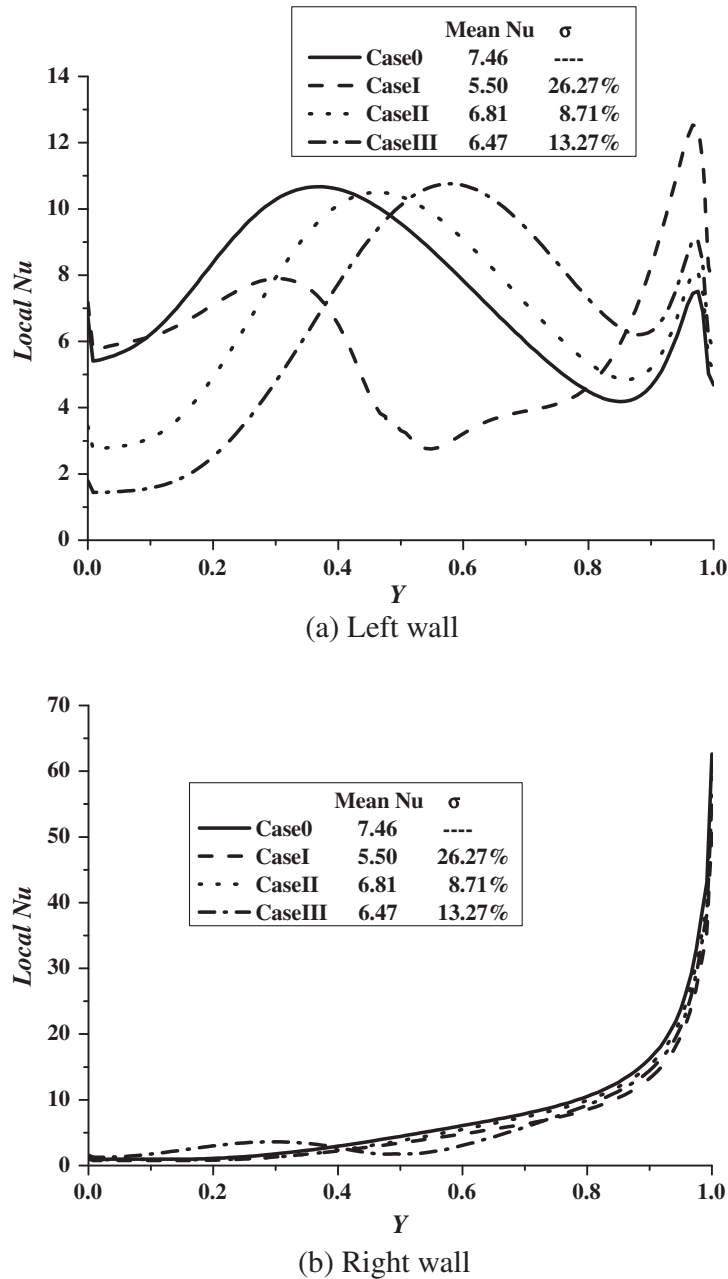 Mean Nu σ
Case0 7.46 ----
CaseI 5.50 26.27%
CaseII 6.81 8.71%
CaseIII 6.47 13.27%
14
12
10
8
6
4
2
0
Local Nu
0.0 0.2 0.4 0.6 0.8 1.0
Y
(a) Left wall
70
60
50
40
30
20
10
0
Local Nu
Mean Nu σ
Case0 7.46 ----
CaseI 5.50 26.27%
CaseII 6.81 8.71%
CaseIII 6.47 13.27%
0.0 0.2 0.4 0.6 0.8 1.0
Y
(b) Right wall